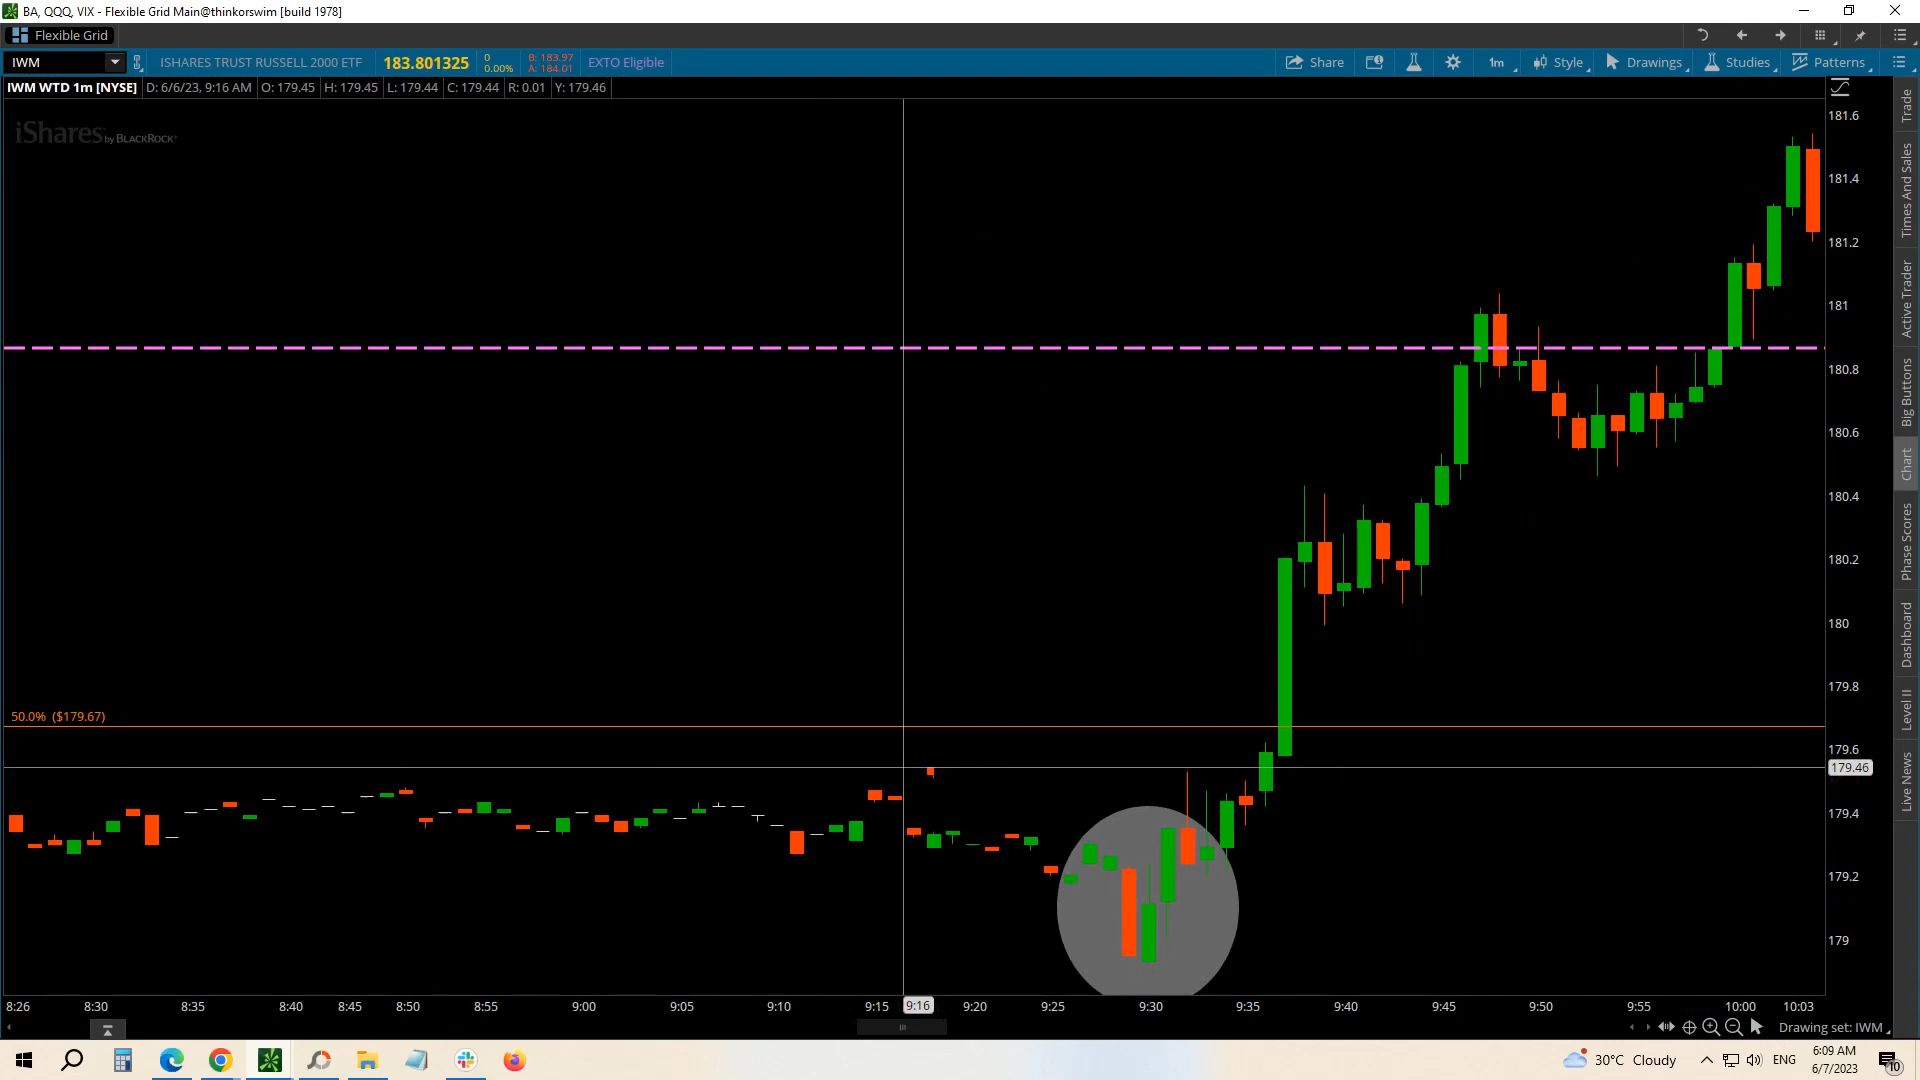 BA, QQQ, VIX - Flexible Grid Main@thinkorswim [build 1978]
Flexible Grid
IWM ISHARES TRUST RUSSELL 2000 ETF 183.801325 0 0.00% B: 183.97 A: 184.01 EXTO Eligible Share 1m Style Drawings Studies Patterns
IWM WTD 1m [NYSE] D: 6/6/23, 9:16 AM O: 179.45 H: 179.45 L: 179.44 C: 179.44 R: 0.01 Y: 179.46
iShares by BLACKROCK
181.6
181.4
181.2
181
180.8
180.6
180.4
180.2
180
179.8
50.0% ($179.67)
179.6
179.46
179.4
179.2
179
Trade
Times And Sales
Active Trader
Big Buttons
Chart
Phase Scores
Dashboard
Level II
Live News
8:26 8:30 8:35 8:40 8:45 8:50 8:55 9:00 9:05 9:10 9:15 9:16 9:20 9:25 9:30 9:35 9:40 9:45 9:50 9:55 10:00 10:03
Drawing set: IWM
30°C Cloudy ENG 6:09 AM
6/7/2023 10